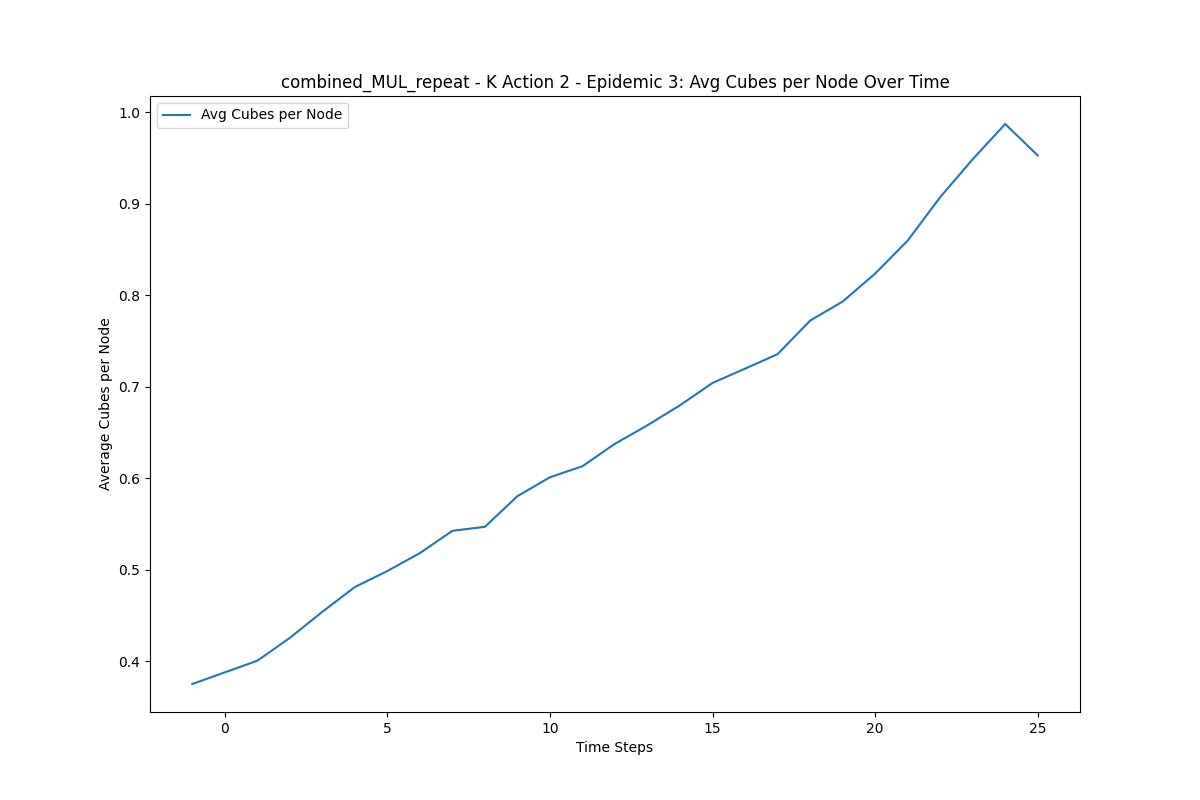 combined_MUL_repeat - K Action 2 - Epidemic 3: Avg Cubes per Node Over Time
Avg Cubes per Node
1.0
0.9
0.8
0.7
0.6
0.5
0.4
Average Cubes per Node
0 5 10 15 20 25
Time Steps